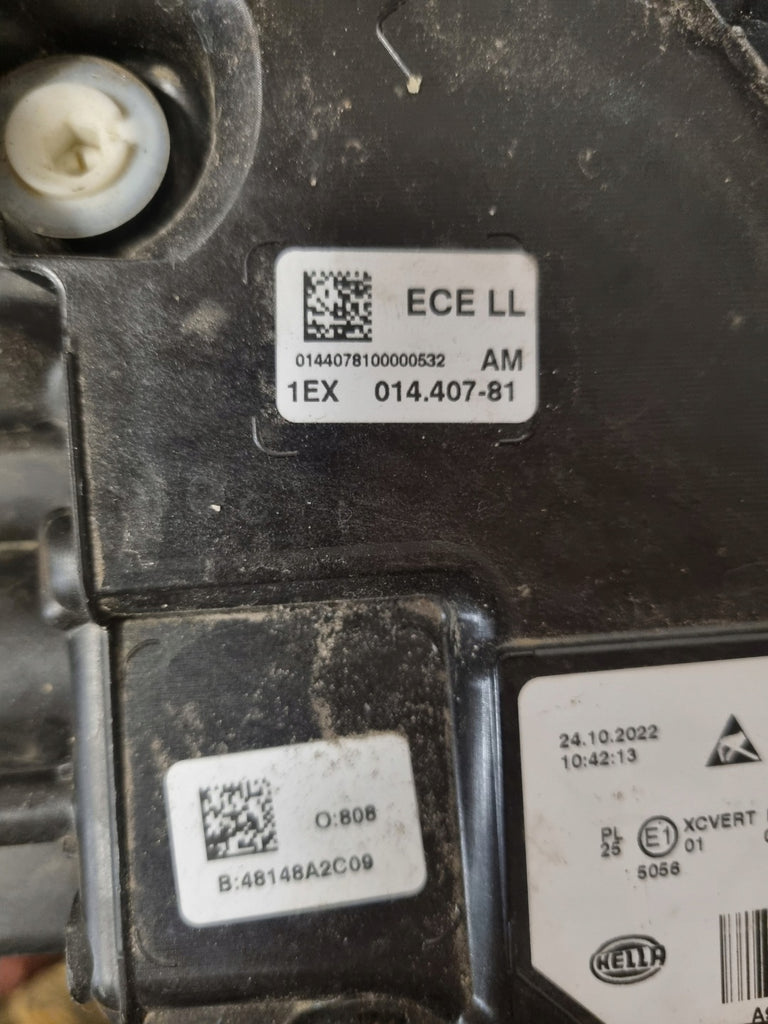 ECE LL
0144078100000532 AM
1EX 014.407-81
O:808
B:48148A2C09
24.10.2022
10:42:13
PL
25
E1
XCVERT
01
5056
HELLA